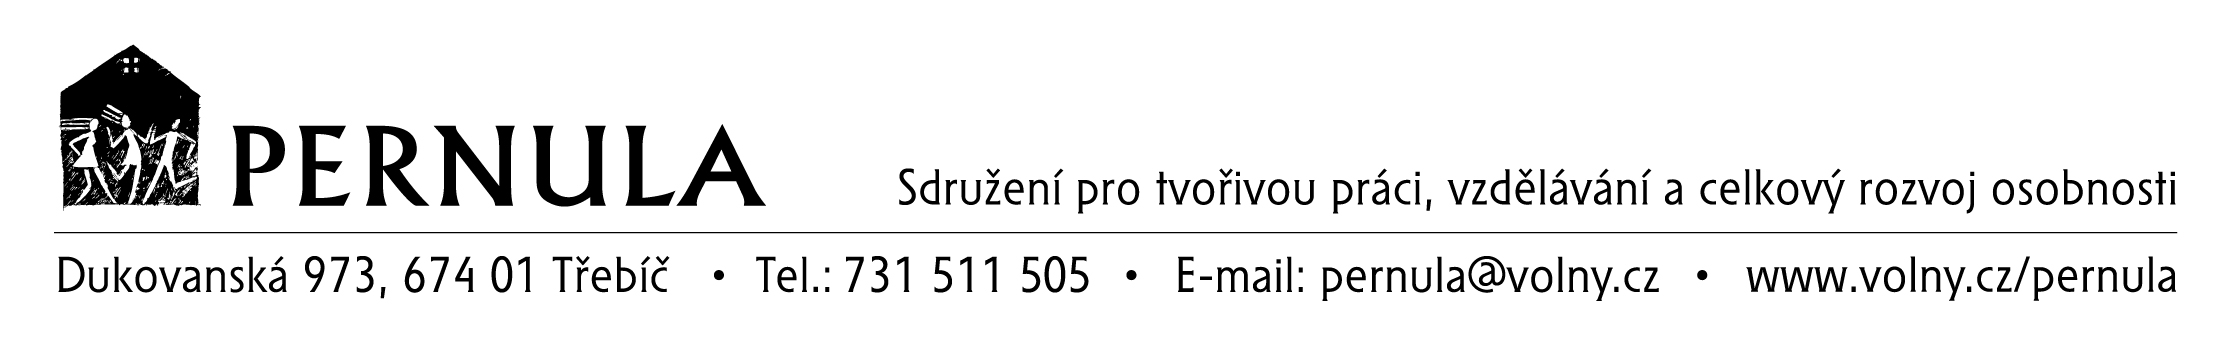 PERNULA
Sdružení pro tvořivou práci, vzdělávání a celkový rozvoj osobnosti
Dukovanská 973, 674 01 Třebíč • Tel.: 731 511 505 • E-mail: pernula@volny.cz • www.volny.cz/pernula